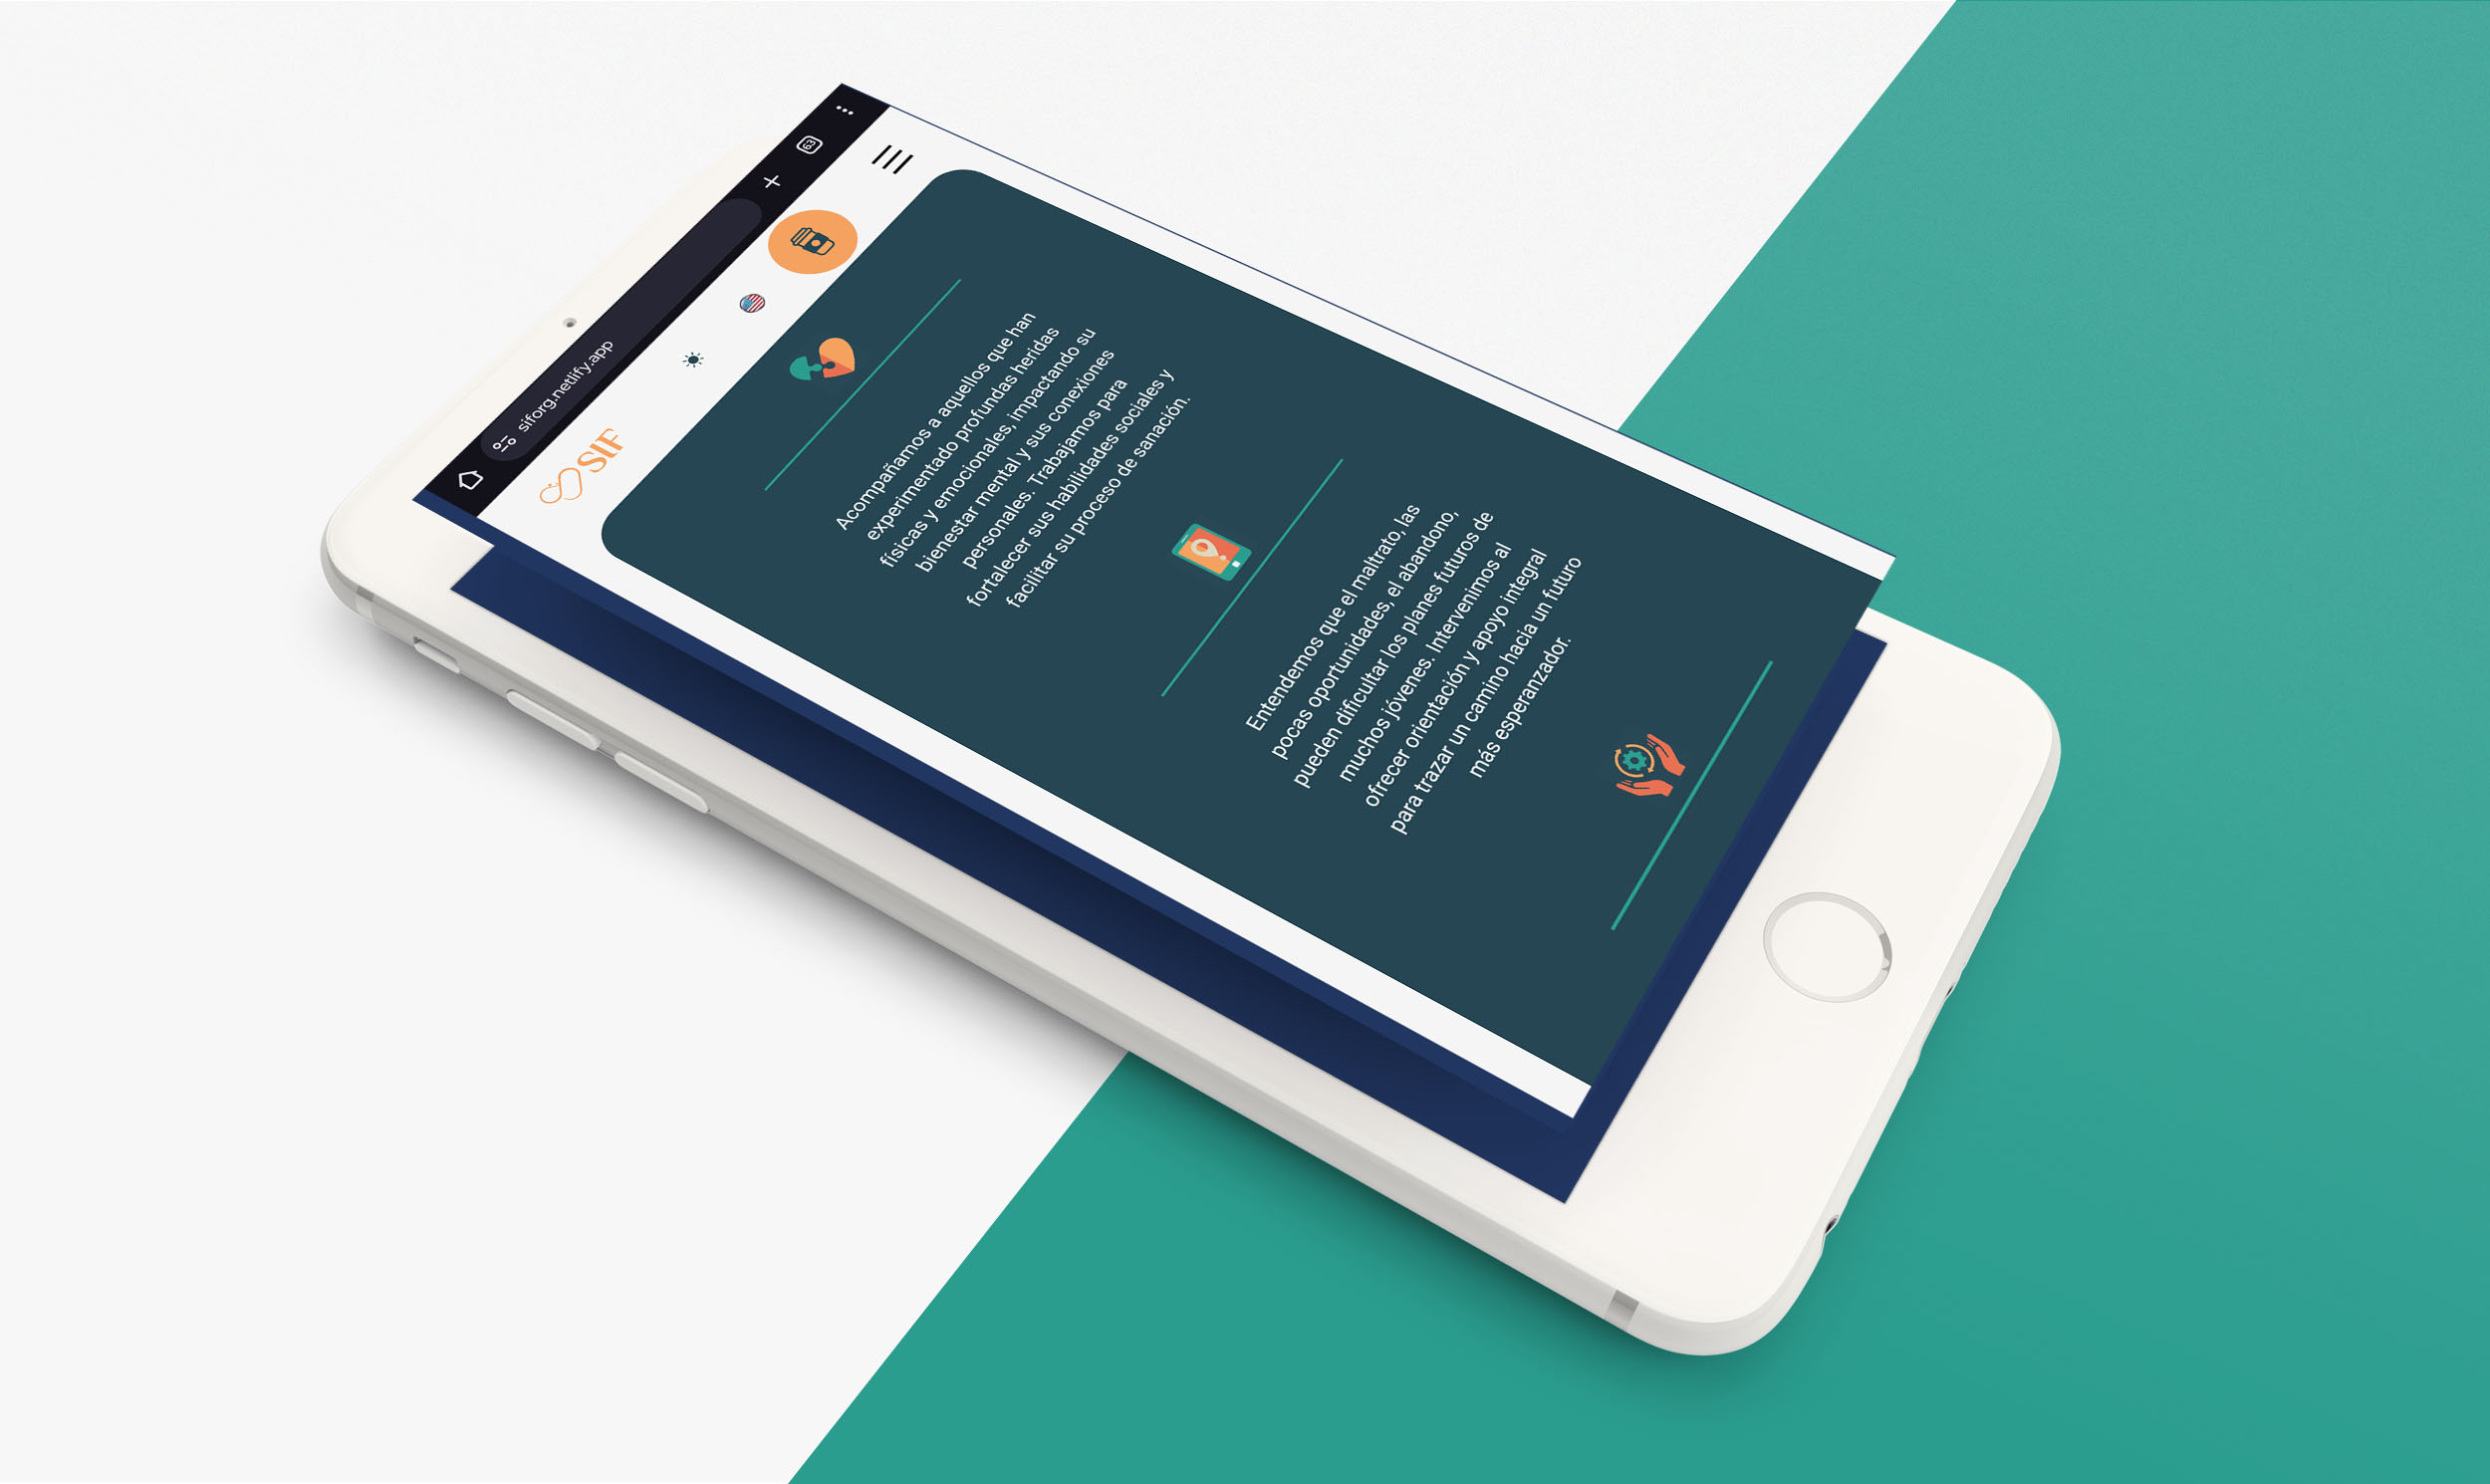 63
siforg.netlify.app
SIF
Acompañamos a aquellos que han
experimentado profundas heridas
físicas y emocionales, impactando su
bienestar mental y sus conexiones
personales. Trabajamos para
fortalecer sus habilidades sociales y
facilitar su proceso de sanación.
Entendemos que el maltrato, las
pocas oportunidades, el abandono,
pueden dificultar los planes futuros de
muchos jóvenes. Intervenimos al
ofrecer orientación y apoyo integral
para trazar un camino hacia un futuro
más esperanzador.